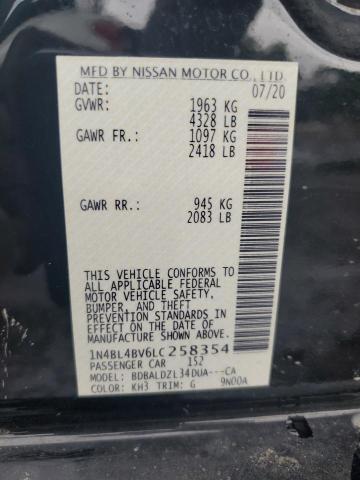 MFD BY NISSAN MOTOR CO., LTD.
DATE: 07/20
GVWR: 1963 KG
4328 LB
GAWR FR: 1097 KG
2418 LB
GAWR RR: 945 KG
2083 LB
THIS VEHICLE CONFORMS TO
ALL APPLICABLE FEDERAL
MOTOR VEHICLE SAFETY, BUMPER
AND THEFT PREVENTION
STANDARDS IN EFFECT ON THE
DATE OF MANUFACTURE SHOWN ABOVE.
1N4BL4BV6LC258354
PASSENGER CAR 152
MODEL: BDBALDZL34DUA---CA
COLOR: KH3 TRIM: G 9N00A